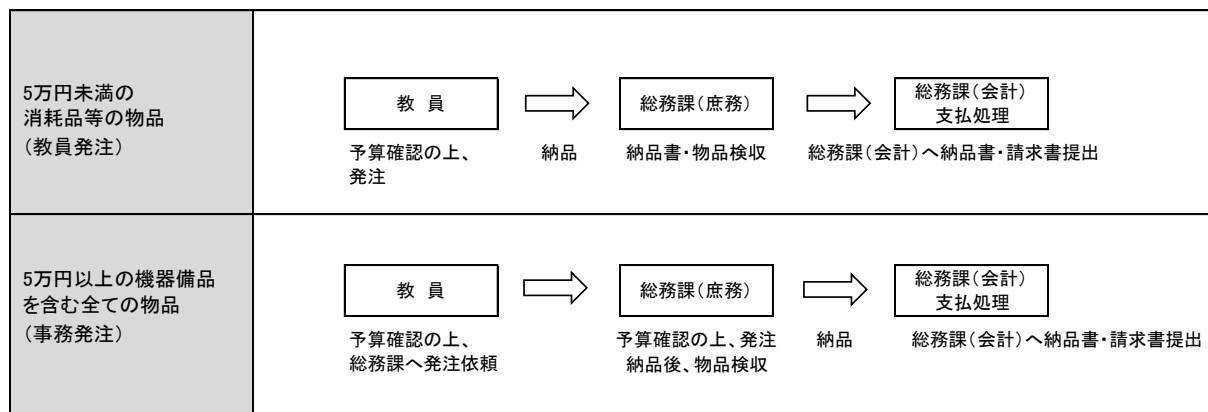 5万円未満の
消耗品等の物品
（教員発注）
教 員
総務課（庶務）
総務課（会計）
支払処理
予算確認の上、
発注
納品
納品書・物品検収
総務課（会計）へ納品書・請求書提出
5万円以上の機器備品
を含む全ての物品
（事務発注）
教 員
総務課（庶務）
総務課（会計）
支払処理
予算確認の上、
総務課へ発注依頼
予算確認の上、発注
納品後、物品検収
納品
総務課（会計）へ納品書・請求書提出